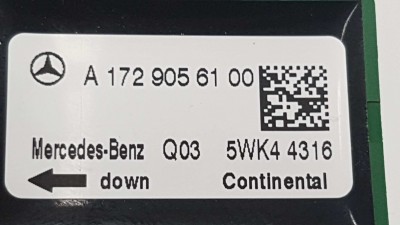 A 172 905 61 00
Mercedes-Benz Q03 5WK4 4316
down Continental